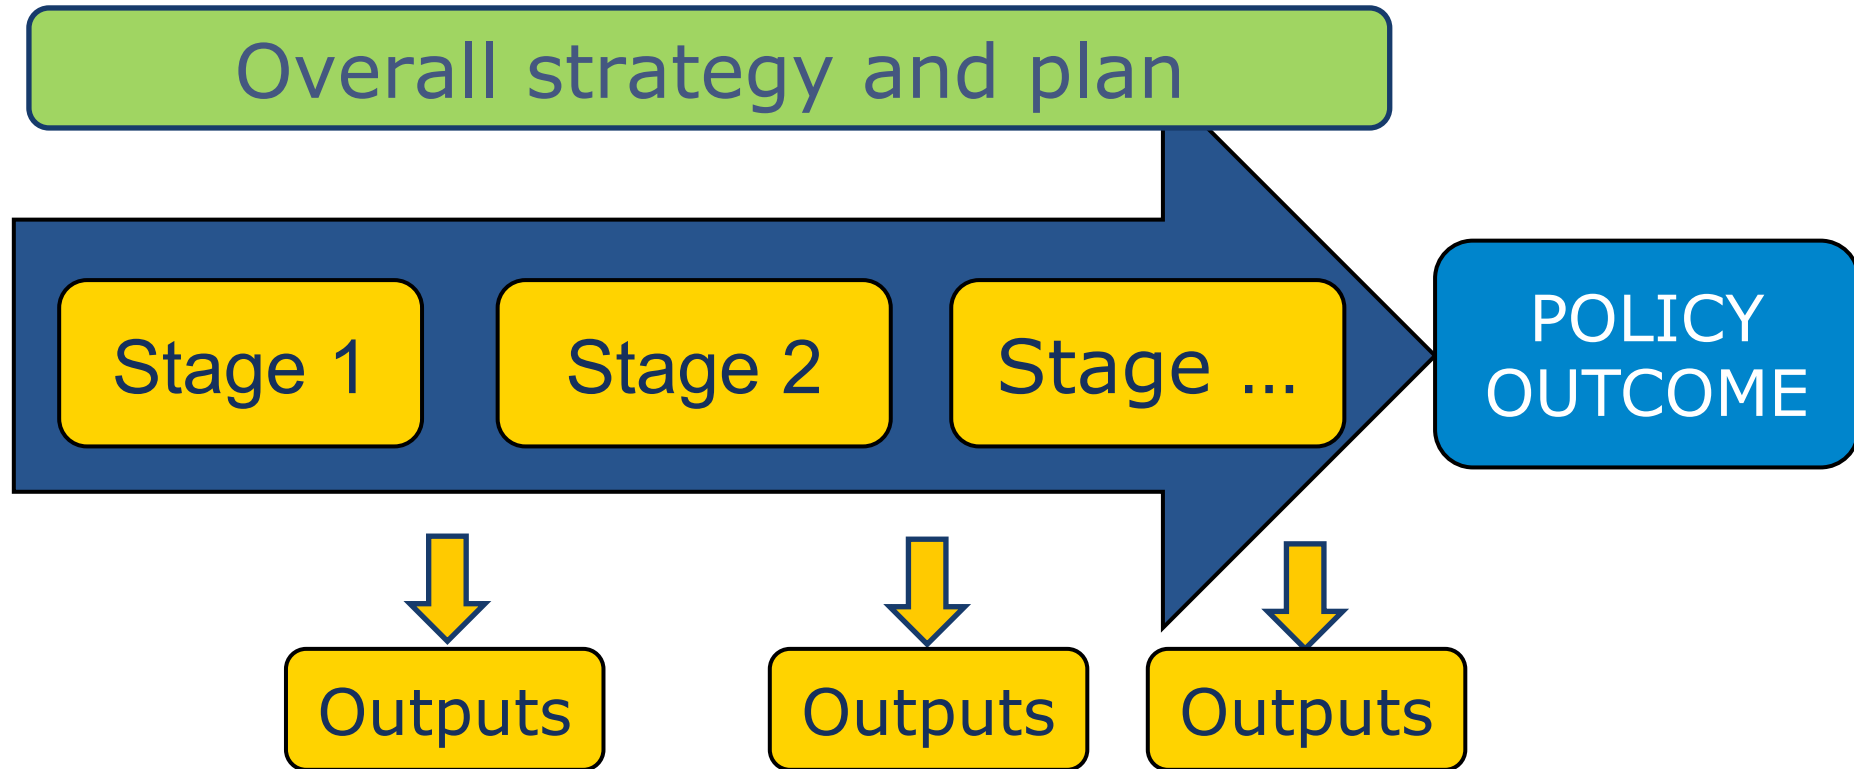 Overall strategy and plan
Stage 1
Stage 2
Stage ...
POLICY
OUTCOME
Outputs
Outputs
Outputs